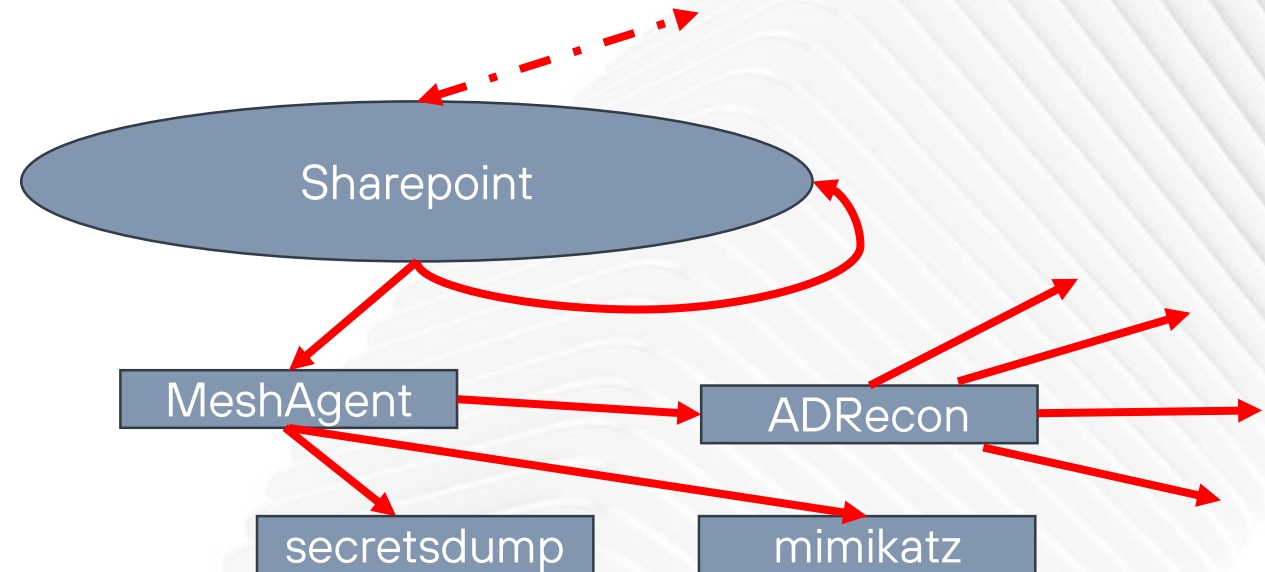 Sharepoint
MeshAgent
ADRecon
secretsdump
mimikatz